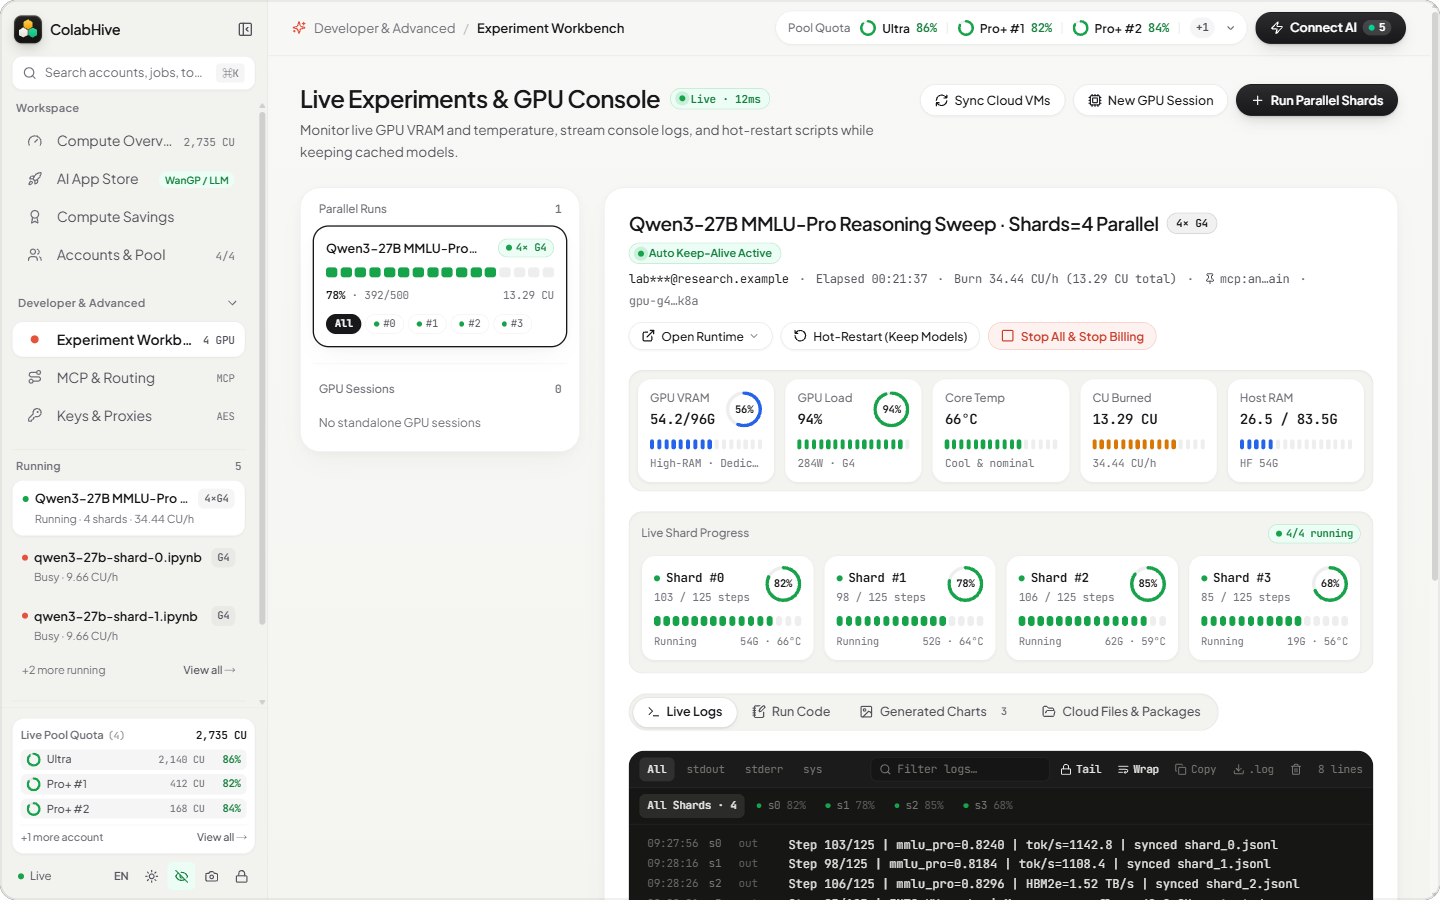 ColabHive
Search accounts, jobs, to... ⌘K
Workspace
Compute Overv... 2,735 CU
AI App Store WanGP / LLM
Compute Savings
Accounts & Pool 4/4
Developer & Advanced
Experiment Workb... 4 GPU
MCP & Routing MCP
Keys & Proxies AES
Running 5
Qwen3-27B MMLU-Pro ... 4×G4
Running · 4 shards · 34.44 CU/h
qwen3-27b-shard-0.ipynb G4
Busy · 9.66 CU/h
qwen3-27b-shard-1.ipynb G4
Busy · 9.66 CU/h
+2 more running View all →
Live Pool Quota (4) 2,735 CU
Ultra 2,140 CU 86%
Pro+ #1 412 CU 82%
Pro+ #2 168 CU 84%
+1 more account View all →
Live EN
Developer & Advanced / Experiment Workbench
Pool Quota Ultra 86% Pro+ #1 82% Pro+ #2 84% +1
Connect AI 5
Live Experiments & GPU Console Live · 12ms
Monitor live GPU VRAM and temperature, stream console logs, and hot-restart scripts while
keeping cached models.
Sync Cloud VMs New GPU Session + Run Parallel Shards
Parallel Runs 1
Qwen3-27B MMLU-Pro... 4× G4
78% · 392/500 13.29 CU
All #0 #1 #2 #3
GPU Sessions 0
No standalone GPU sessions
Qwen3-27B MMLU-Pro Reasoning Sweep · Shards=4 Parallel 4× G4
Auto Keep-Alive Active
lab***@research.example · Elapsed 00:21:37 · Burn 34.44 CU/h (13.29 CU total) · mcp:an…ain ·
gpu-g4…k8a
Open Runtime Hot-Restart (Keep Models) Stop All & Stop Billing
GPU VRAM 56%
54.2/96G
High-RAM · Dedic…
GPU Load 94%
94%
284W · G4
Core Temp
66°C
Cool & nominal
CU Burned
13.29 CU
34.44 CU/h
Host RAM
26.5 / 83.5G
HF 54G
Live Shard Progress 4/4 running
Shard #0 82%
103 / 125 steps
Running 54G · 66°C
Shard #1 78%
98 / 125 steps
Running 52G · 64°C
Shard #2 85%
106 / 125 steps
Running 62G · 59°C
Shard #3 68%
85 / 125 steps
Running 19G · 56°C
Live Logs Run Code Generated Charts 3 Cloud Files & Packages
All stdout stderr sys Filter logs… Tail Wrap Copy .log 8 lines
All Shards · 4 s0 82% s1 78% s2 85% s3 68%
09:27:56 s0 out Step 103/125 | mmlu_pro=0.8240 | tok/s=1142.8 | synced shard_0.jsonl
09:28:16 s1 out Step 98/125 | mmlu_pro=0.8184 | tok/s=1108.4 | synced shard_1.jsonl
09:28:26 s2 out Step 106/125 | mmlu_pro=0.8296 | HBM2e=1.52 TB/s | synced shard_2.jsonl